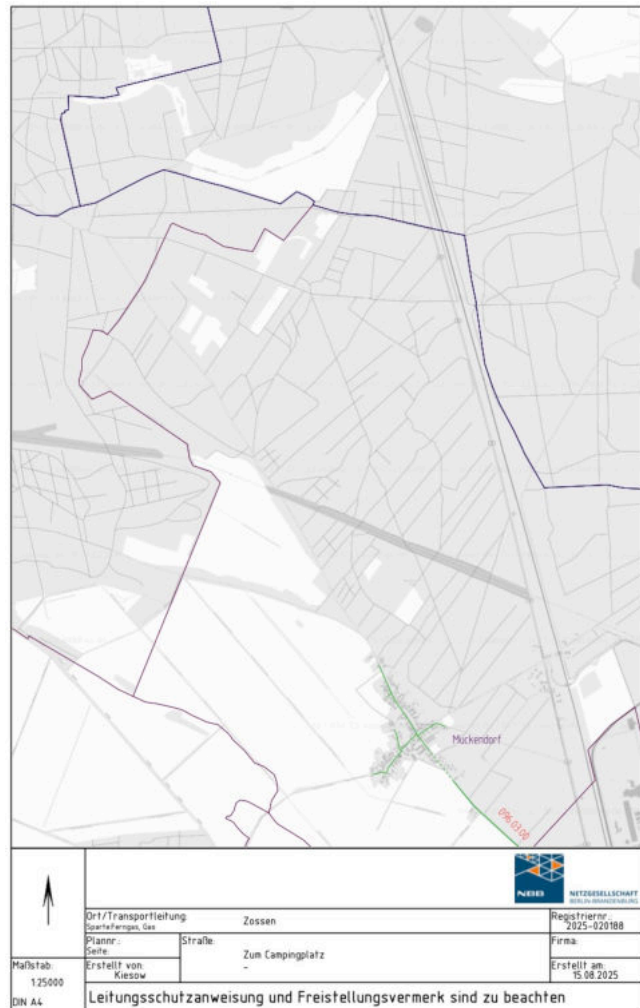 Mückendorf
096.03.00
NBB
NETZGESELLSCHAFT
BERLIN-BRANDENBURG
Ort/Transportleitung:
Sparte:Ferngas, Gas
Zossen
Registriernr.:
2025-020188
Plannr.:
Seite:
Straße:
Zum Campingplatz
-
Firma:
Maßstab:
1:25000
DIN A4
Erstellt von:
Kiesow
Erstellt am:
15.08.2025
Leitungsschutzanweisung und Freistellungsvermerk sind zu beachten